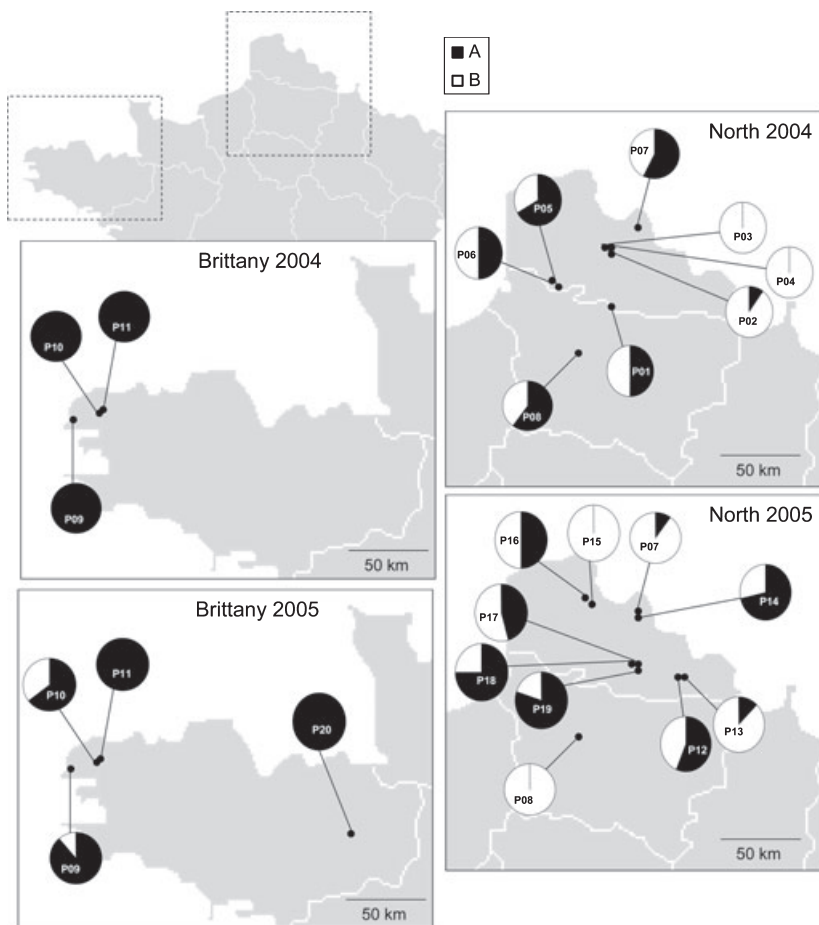 A
B
North 2004
P07
P05
P03
P06
P04
P02
P01
P08
50 km
Brittany 2004
P11
P10
P09
50 km
North 2005
P16
P15
P07
P14
P17
P18
P19
P13
P12
P08
50 km
Brittany 2005
P11
P10
P20
P09
50 km